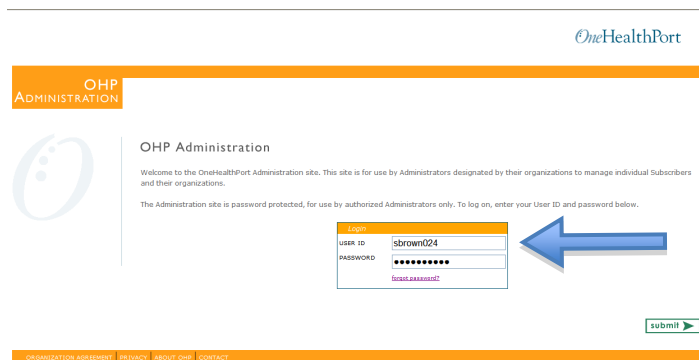 OneHealthPort
OHP
ADMINISTRATION
OHP Administration
Welcome to the OneHealthPort Administration site. This site is for use by Administrators designated by their organizations to manage individual Subscribers
and their organizations.
The Administration site is password protected, for use by authorized Administrators only. To log on, enter your User ID and password below.
Login
USER ID sbrown024
PASSWORD ●●●●●●●●●●
forgot password?
submit
ORGANIZATION AGREEMENT | PRIVACY | ABOUT OHP | CONTACT